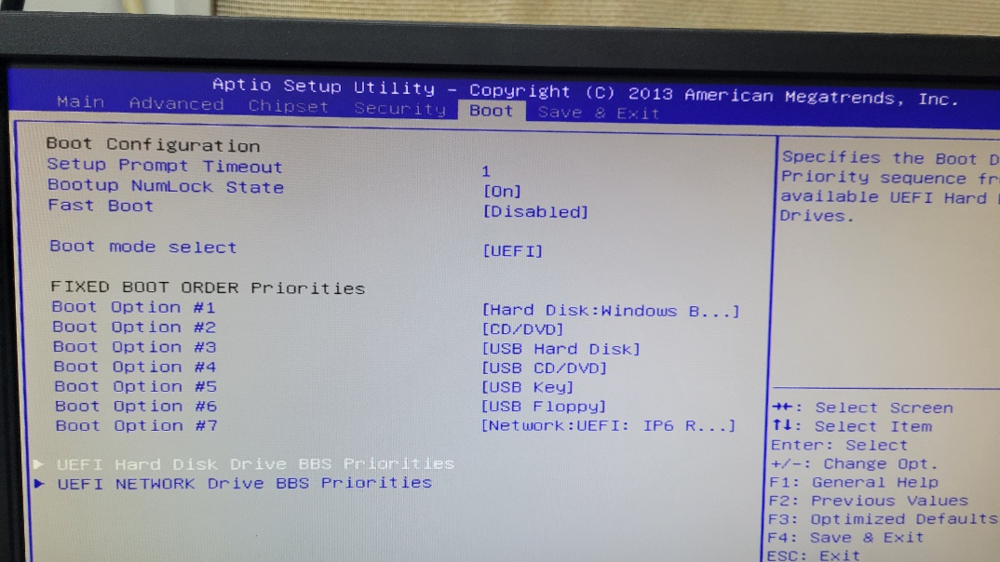 Aptio Setup Utility - Copyright (C) 2013 American Megatrends, Inc.
Main Advanced Chipset Security Boot Save & Exit
Boot Configuration
Setup Prompt Timeout 1
Bootup NumLock State [On]
Fast Boot [Disabled]
Boot mode select [UEFI]
FIXED BOOT ORDER Priorities
Boot Option #1 [Hard Disk:Windows B...]
Boot Option #2 [CD/DVD]
Boot Option #3 [USB Hard Disk]
Boot Option #4 [USB CD/DVD]
Boot Option #5 [USB Key]
Boot Option #6 [USB Floppy]
Boot Option #7 [Network:UEFI: IP6 R...]
► UEFI Hard Disk Drive BBS Priorities
► UEFI NETWORK Drive BBS Priorities
Specifies the Boot
Priority sequence
available UEFI Hard
Drives.
→←: Select Screen
↑↓: Select Item
Enter: Select
+/-: Change Opt.
F1: General Help
F2: Previous Values
F3: Optimized Defaults
F4: Save & Exit
ESC: Exit